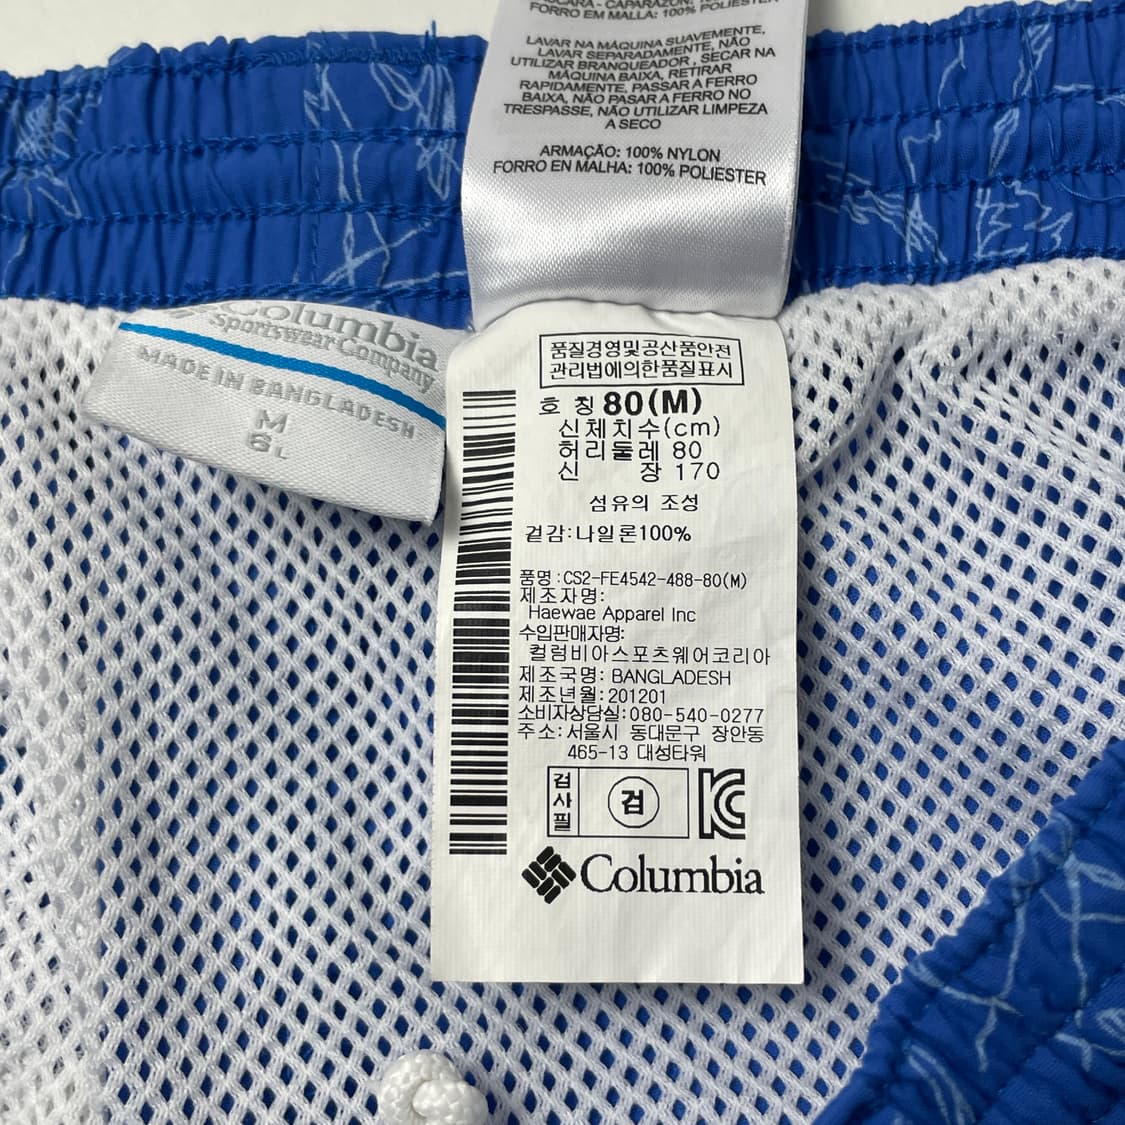 FORRO EM MALLA: 100% POLIESTER
LAVAR NA MÁQUINA SUAVEMENTE,
LAVAR SEPARADAMENTE, NÃO
UTILIZAR BRANQUEADOR, SECAR NA
MÁQUINA BAIXA, RETIRAR
RAPIDAMENTE, PASSAR A FERRO
BAIXA, NÃO PASAR A FERRO NO
TRESPASSE, NÃO UTILIZAR LIMPEZA
A SECO
ARMAÇÃO: 100% NYLON
FORRO EN MALHA: 100% POLIESTER
Columbia
Sportswear Company
MADE IN BANGLADESH
M
6 L
품질경영및공산품안전
관리법에의한품질표시
호 칭 80(M)
신체치수(cm)
허리둘레 80
신 장 170
섬유의 조성
겉감:나일론100%
품명:CS2-FE4542-488-80(M)
제조자명:
Haewae Apparel Inc
수입판매자명:
컬럼비아스포츠웨어코리아
제조국명: BANGLADESH
제조년월:201201
소비자상담실:080-540-0277
주소:서울시 동대문구 장안동
465-13 대성타워
검사필 검 KC
Columbia